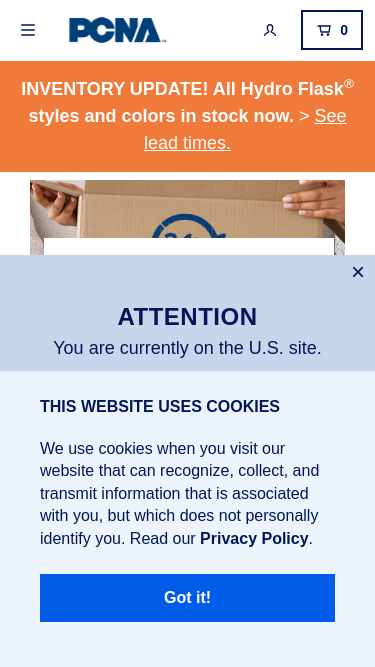 PCNA
0
INVENTORY UPDATE! All Hydro Flask®
styles and colors in stock now. > See
lead times.
ATTENTION
You are currently on the U.S. site.
THIS WEBSITE USES COOKIES
We use cookies when you visit our
website that can recognize, collect, and
transmit information that is associated
with you, but which does not personally
identify you. Read our Privacy Policy.
Got it!